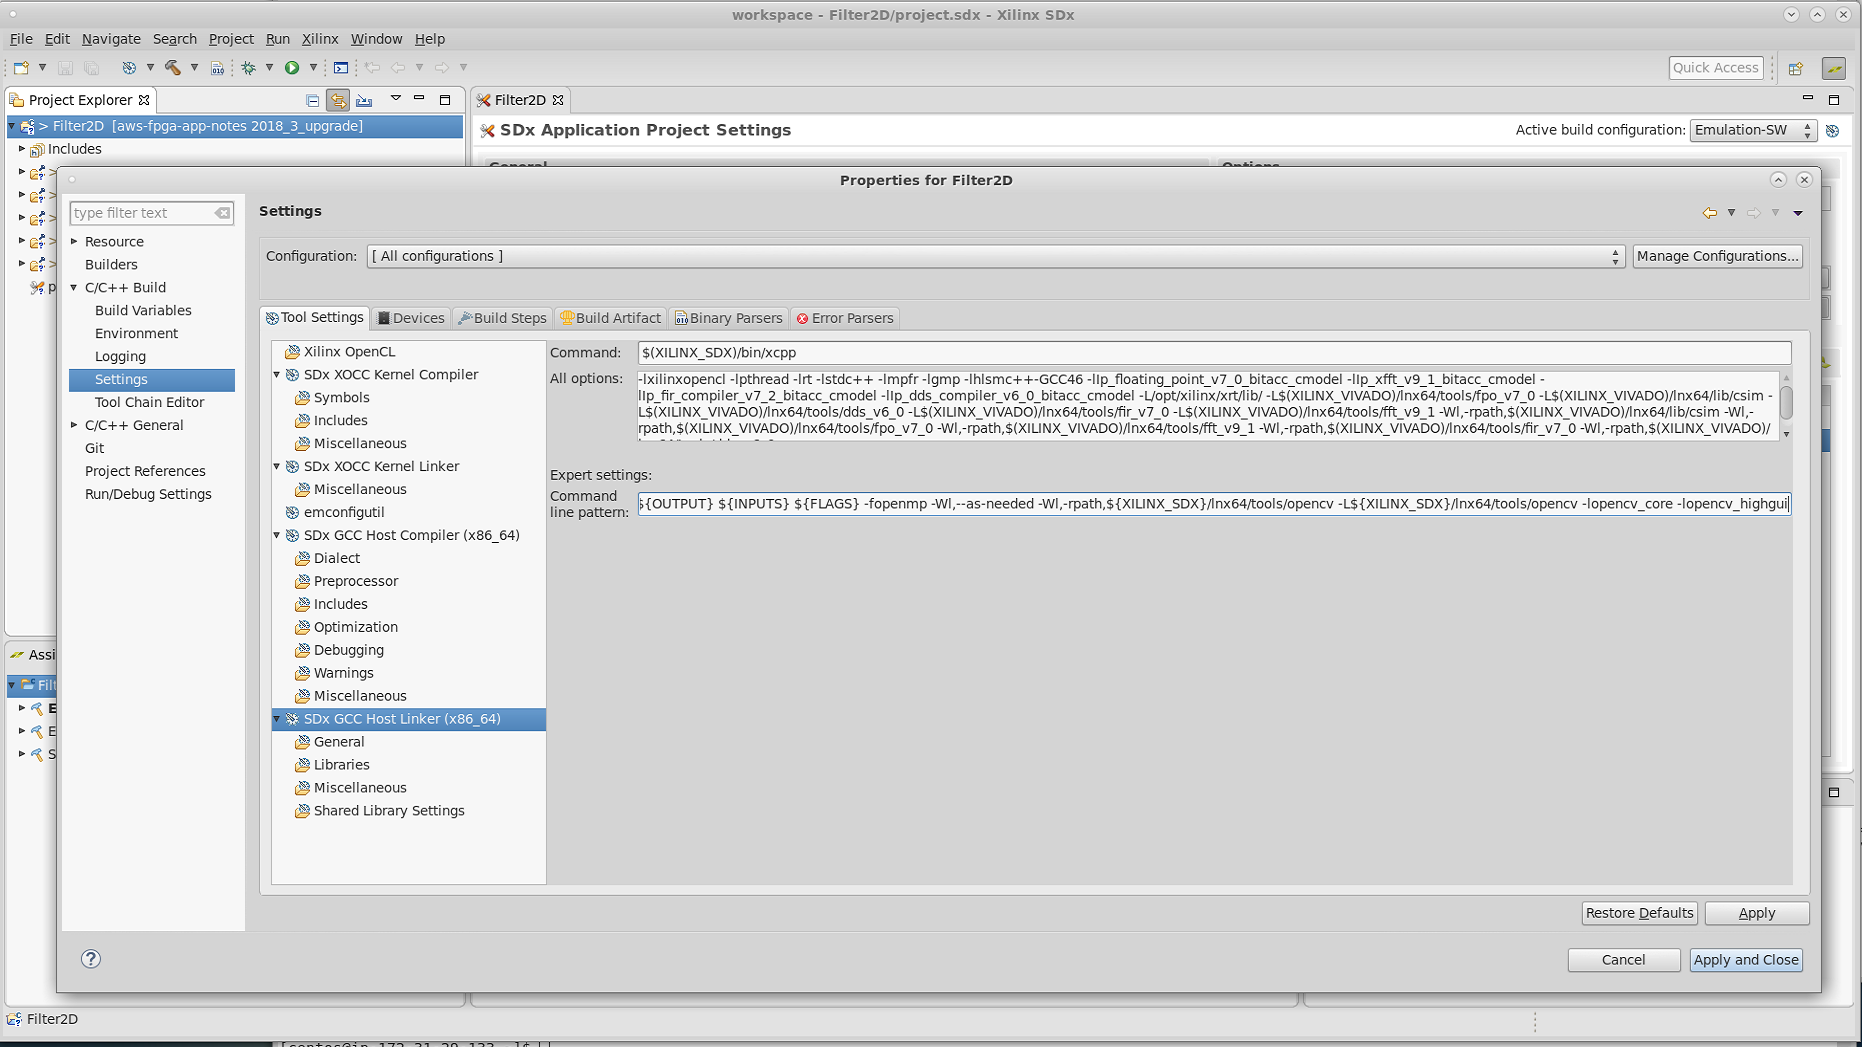 workspace - Filter2D/project.sdx - Xilinx SDx
File Edit Navigate Search Project Run Xilinx Window Help
Quick Access
Project Explorer
Filter2D
> Filter2D [aws-fpga-app-notes 2018_3_upgrade]
SDx Application Project Settings
Active build configuration: Emulation-SW
Includes
General
Options
Properties for Filter2D
type filter text
Settings
Resource
Builders
C/C++ Build
Build Variables
Environment
Logging
Settings
Tool Chain Editor
C/C++ General
Git
Project References
Run/Debug Settings
Configuration: [ All configurations ] Manage Configurations...
Tool Settings Devices Build Steps Build Artifact Binary Parsers Error Parsers
Xilinx OpenCL
SDx XOCC Kernel Compiler
Symbols
Includes
Miscellaneous
SDx XOCC Kernel Linker
Miscellaneous
emconfigutil
SDx GCC Host Compiler (x86_64)
Dialect
Preprocessor
Includes
Optimization
Debugging
Warnings
Miscellaneous
SDx GCC Host Linker (x86_64)
General
Libraries
Miscellaneous
Shared Library Settings
Command: $(XILINX_SDX)/bin/xcpp
All options: -lxilinxopencl -lpthread -lrt -lstdc++ -lmpfr -lgmp -lhlsmc++-GCC46 -lIp_floating_point_v7_0_bitacc_cmodel -lIp_xfft_v9_1_bitacc_cmodel -
lIp_fir_compiler_v7_2_bitacc_cmodel -lIp_dds_compiler_v6_0_bitacc_cmodel -L/opt/xilinx/xrt/lib/ -L$(XILINX_VIVADO)/lnx64/tools/fpo_v7_0 -L$(XILINX_VIVADO)/lnx64/lib/csim -
L$(XILINX_VIVADO)/lnx64/tools/dds_v6_0 -L$(XILINX_VIVADO)/lnx64/tools/fir_v7_0 -L$(XILINX_VIVADO)/lnx64/tools/fft_v9_1 -Wl,-rpath,$(XILINX_VIVADO)/lnx64/lib/csim -Wl,-
rpath,$(XILINX_VIVADO)/lnx64/tools/fpo_v7_0 -Wl,-rpath,$(XILINX_VIVADO)/lnx64/tools/fft_v9_1 -Wl,-rpath,$(XILINX_VIVADO)/lnx64/tools/fir_v7_0 -Wl,-rpath,$(XILINX_VIVADO)/
Expert settings:
Command
line pattern: ${OUTPUT} ${INPUTS} ${FLAGS} -fopenmp -Wl,--as-needed -Wl,-rpath,${XILINX_SDX}/lnx64/tools/opencv -L${XILINX_SDX}/lnx64/tools/opencv -lopencv_core -lopencv_highgui
Assi
Filt
E
E
S
Restore Defaults Apply
Cancel Apply and Close
Filter2D